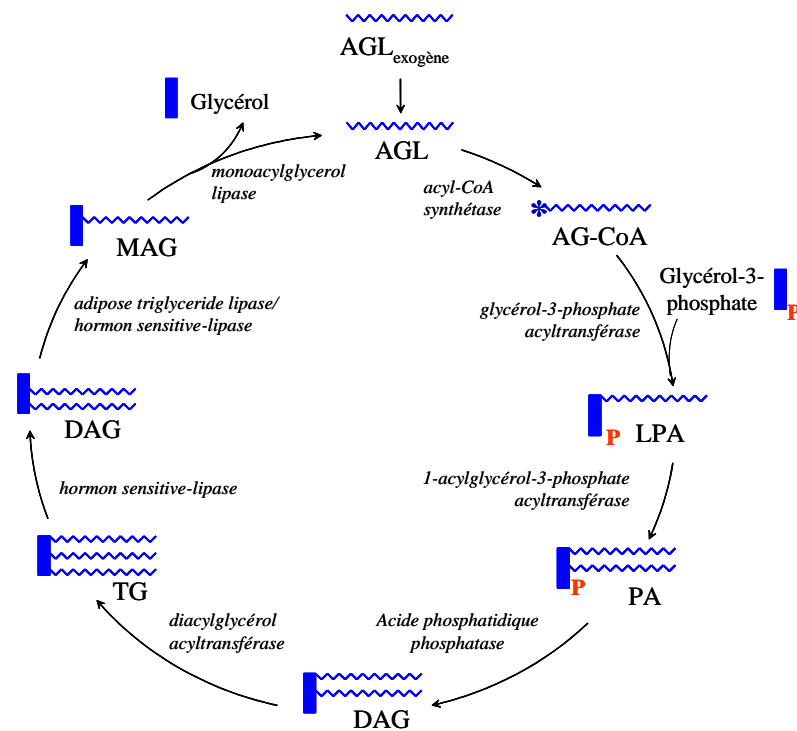 AGLexogène
Glycérol
AGL
monoacylglycerol
lipase
acyl-CoA
synthétase
AG-CoA
MAG
Glycérol-3-
phosphate
P
adipose triglyceride lipase/
hormon sensitive-lipase
glycérol-3-phosphate
acyltransférase
DAG
P
LPA
hormon sensitive-lipase
1-acylglycérol-3-phosphate
acyltransférase
TG
P
PA
diacylglycérol
acyltransférase
Acide phosphatidique
phosphatase
DAG